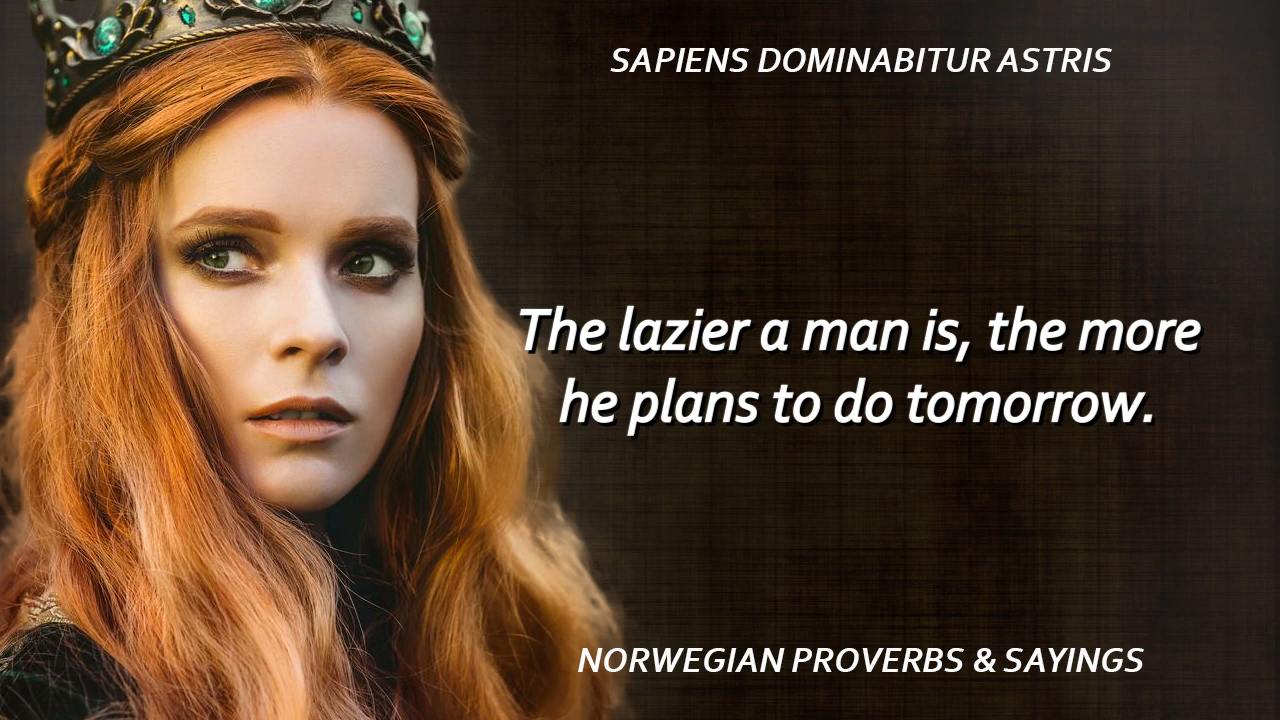 SAPIENS DOMINABITUR ASTRIS
The lazier a man is, the more
he plans to do tomorrow.
NORWEGIAN PROVERBS & SAYINGS